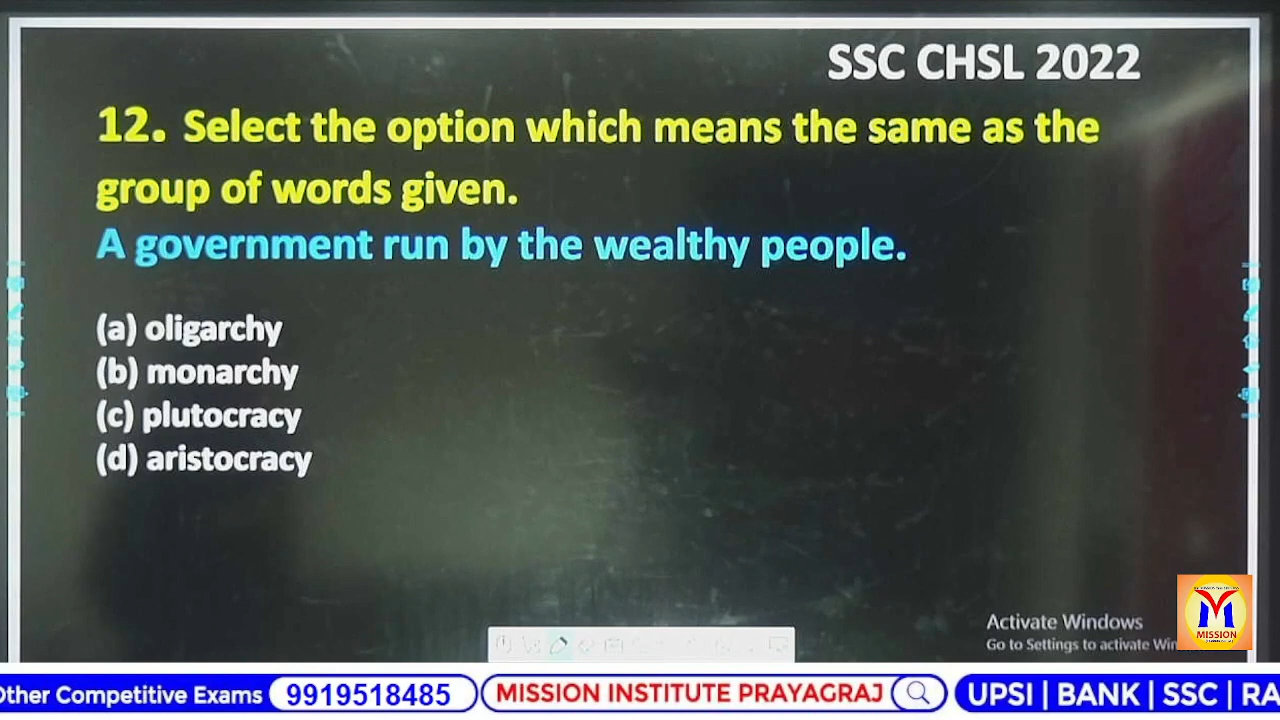 SSC CHSL 2022
12. Select the option which means the same as the
group of words given.
A government run by the wealthy people.
(a) oligarchy
(b) monarchy
(c) plutocracy
(d) aristocracy
Activate Windows
Go to Settings to activate
MISSION
Other Competitive Exams 9919518485 MISSION INSTITUTE PRAYAGRAJ UPSI | BANK | SSC |